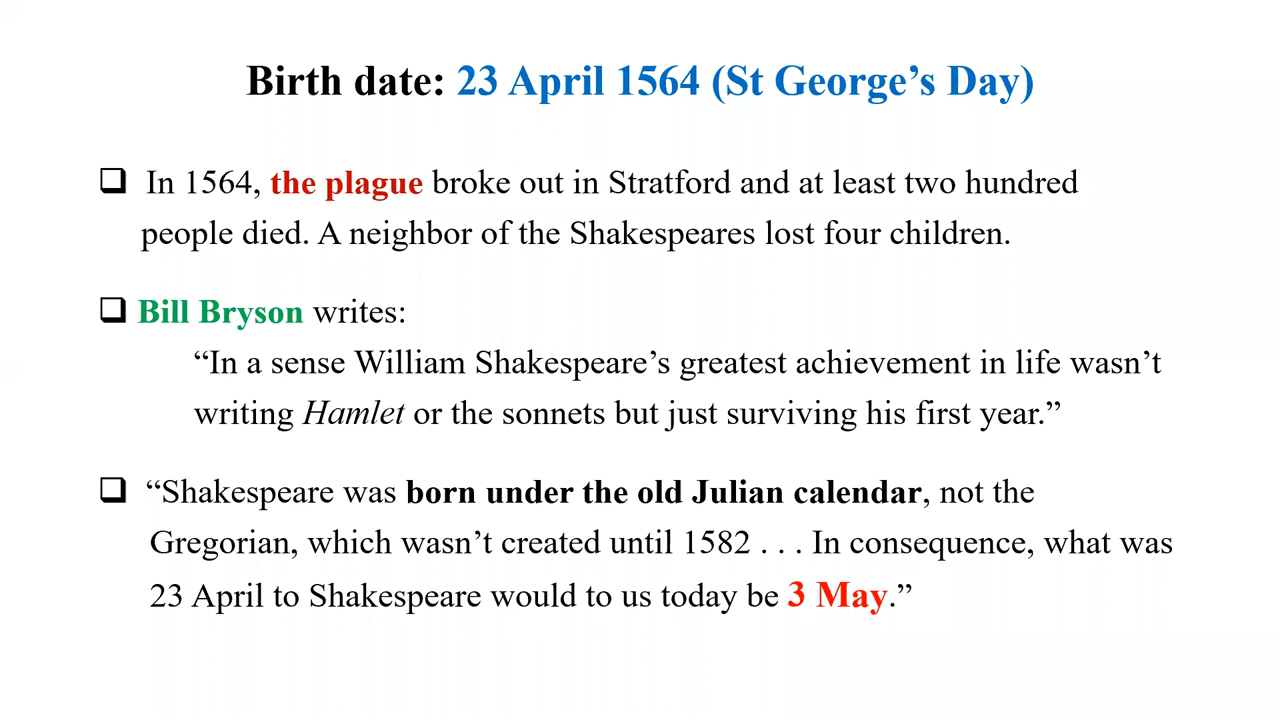 Birth date: 23 April 1564 (St George’s Day)
❑ In 1564, the plague broke out in Stratford and at least two hundred
people died. A neighbor of the Shakespeares lost four children.
❑ Bill Bryson writes:
“In a sense William Shakespeare’s greatest achievement in life wasn’t
writing Hamlet or the sonnets but just surviving his first year.”
❑ “Shakespeare was born under the old Julian calendar, not the
Gregorian, which wasn’t created until 1582 . . . In consequence, what was
23 April to Shakespeare would to us today be 3 May.”